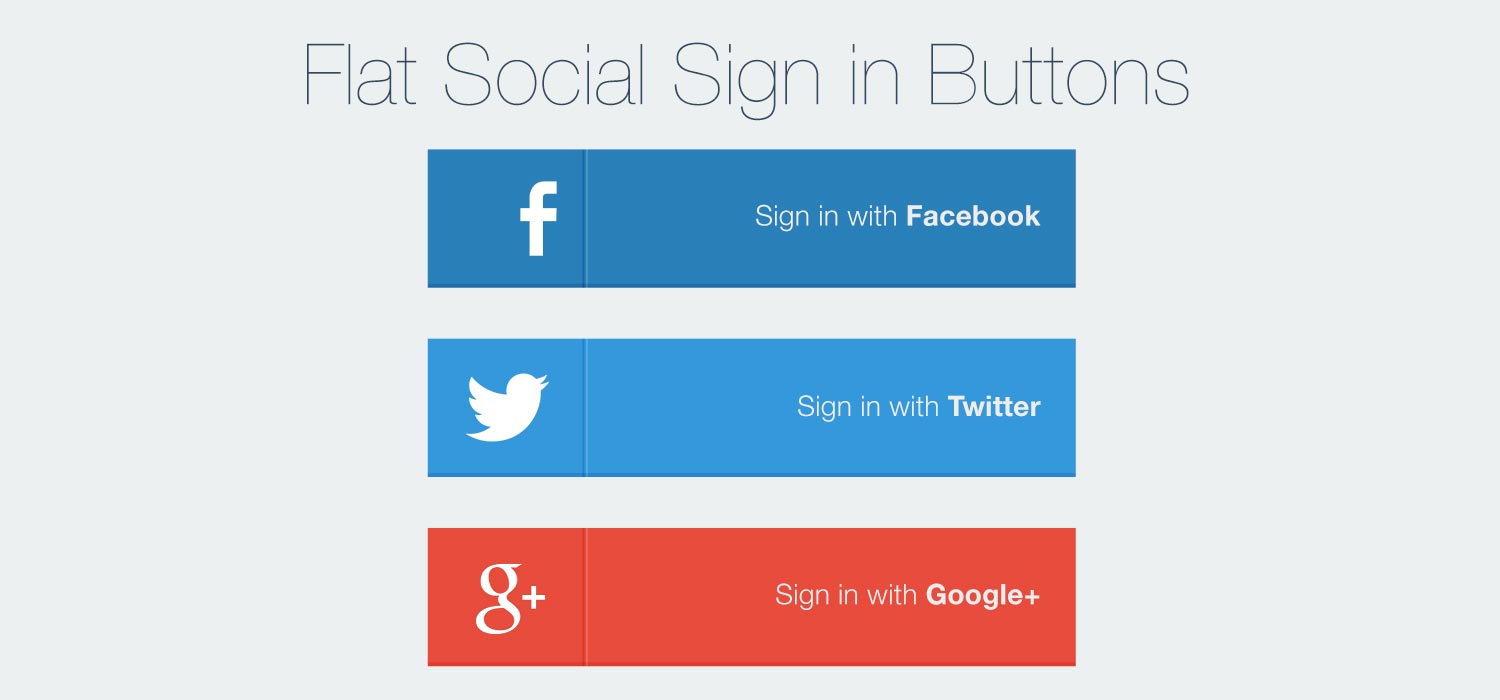 Flat Social Sign in Buttons
f
Sign in with Facebook
Sign in with Twitter
g+
Sign in with Google+